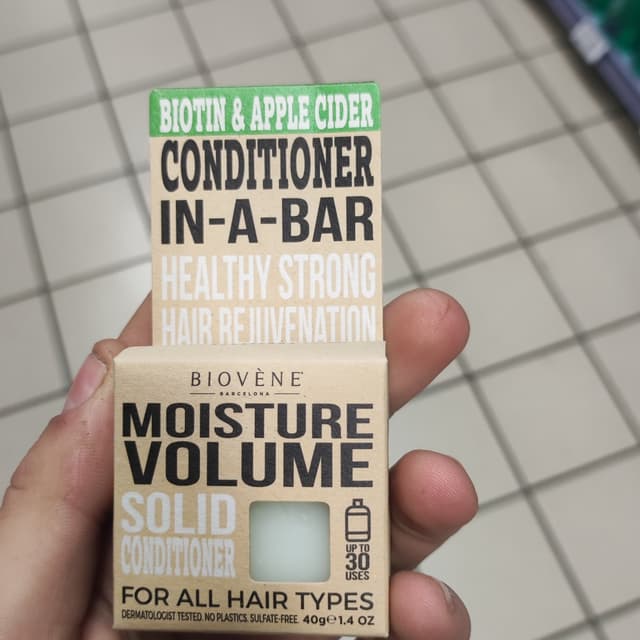 BIOTIN & APPLE CIDER
CONDITIONER
IN-A-BAR
HEALTHY STRONG
HAIR REJUVENATION
BIOVÈNE
BARCELONA
MOISTURE
VOLUME
SOLID
CONDITIONER
UP TO
30
USES
FOR ALL HAIR TYPES
DERMATOLOGIST TESTED. NO PLASTICS. SULFATE-FREE. 40g℮1.4 OZ